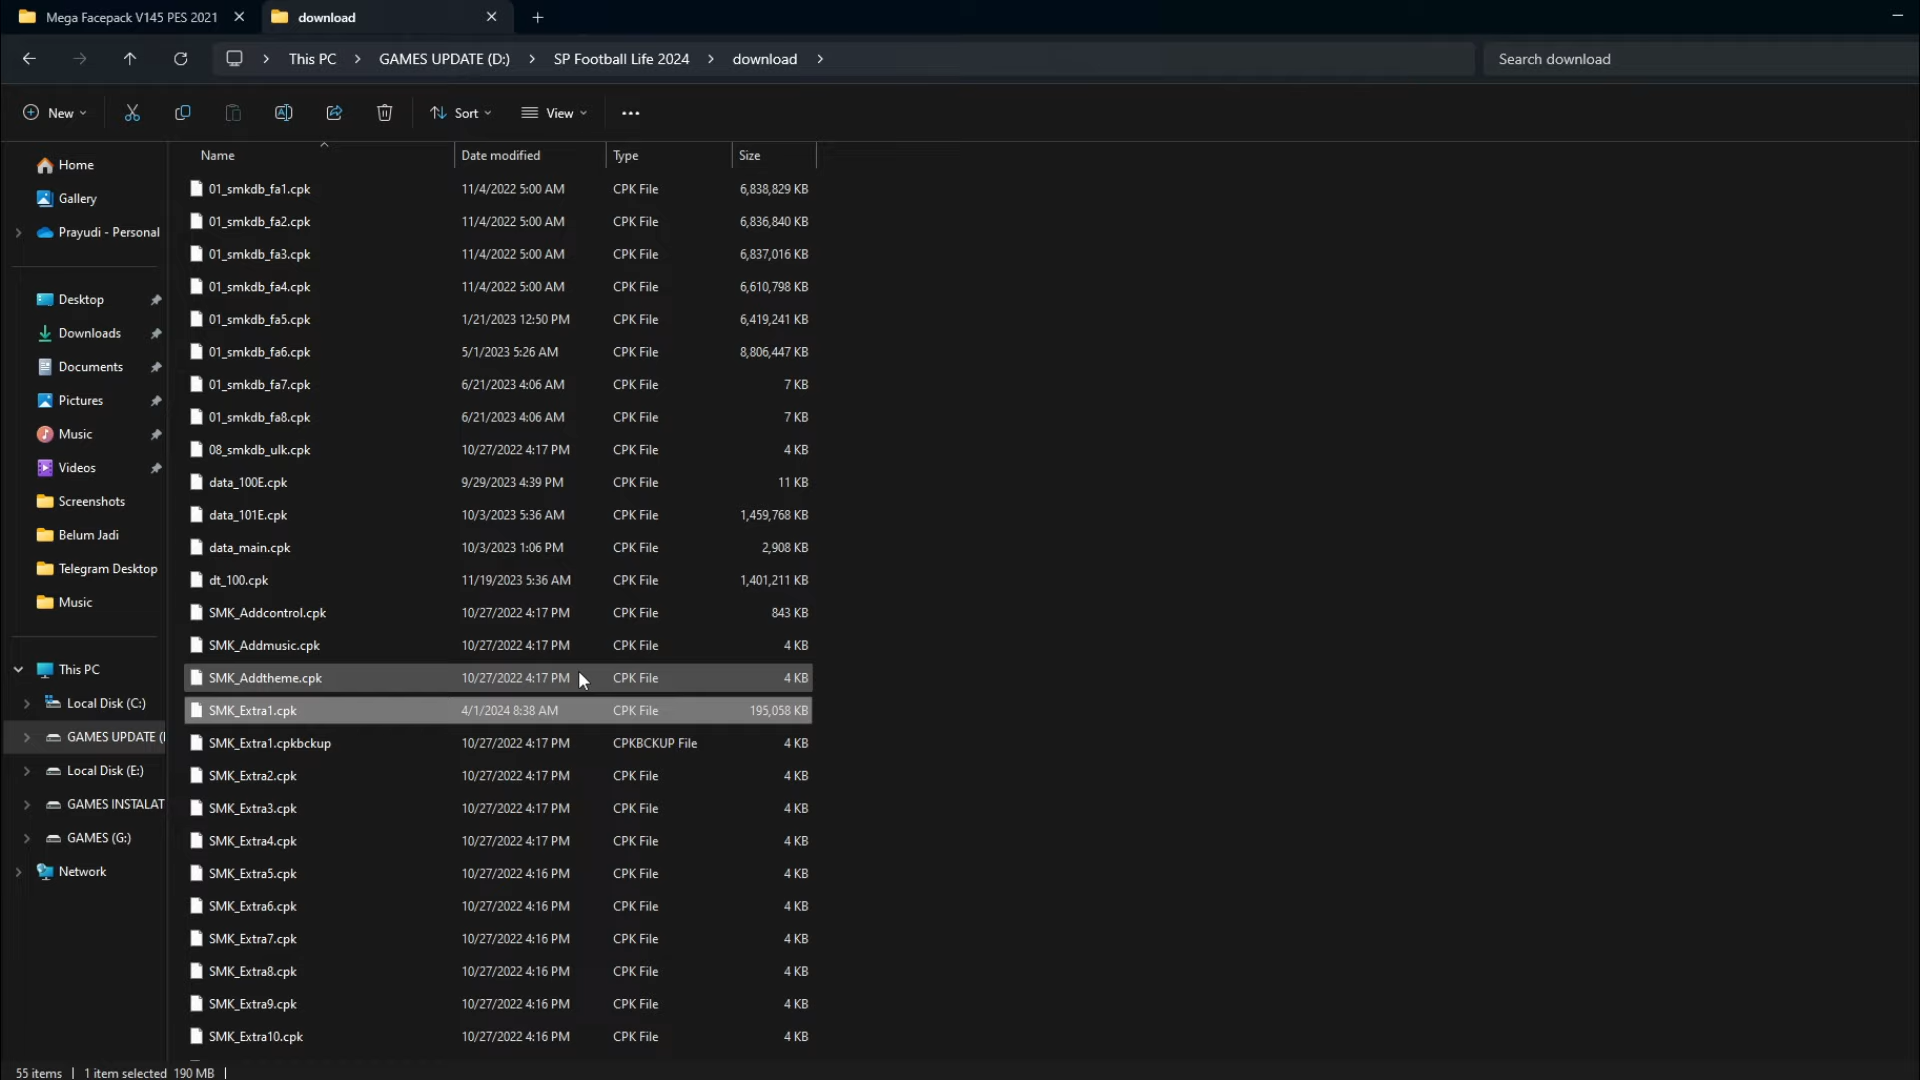 Mega Facepack V145 PES 2021
download
This PC > GAMES UPDATE (D:) > SP Football Life 2024 > download >
Search download
New
Sort
View
Name Date modified Type Size
01_smkdb_fa1.cpk 11/4/2022 5:00 AM CPK File 6,838,829 KB
01_smkdb_fa2.cpk 11/4/2022 5:00 AM CPK File 6,836,840 KB
01_smkdb_fa3.cpk 11/4/2022 5:00 AM CPK File 6,837,016 KB
01_smkdb_fa4.cpk 11/4/2022 5:00 AM CPK File 6,610,798 KB
01_smkdb_fa5.cpk 1/21/2023 12:50 PM CPK File 6,419,241 KB
01_smkdb_fa6.cpk 5/1/2023 5:26 AM CPK File 8,806,447 KB
01_smkdb_fa7.cpk 6/21/2023 4:06 AM CPK File 7 KB
01_smkdb_fa8.cpk 6/21/2023 4:06 AM CPK File 7 KB
08_smkdb_ulk.cpk 10/27/2022 4:17 PM CPK File 4 KB
data_100E.cpk 9/29/2023 4:39 PM CPK File 11 KB
data_101E.cpk 10/3/2023 5:36 AM CPK File 1,459,768 KB
data_main.cpk 10/3/2023 1:06 PM CPK File 2,908 KB
dt_100.cpk 11/19/2023 5:36 AM CPK File 1,401,211 KB
SMK_Addcontrol.cpk 10/27/2022 4:17 PM CPK File 843 KB
SMK_Addmusic.cpk 10/27/2022 4:17 PM CPK File 4 KB
SMK_Addtheme.cpk 10/27/2022 4:17 PM CPK File 4 KB
SMK_Extra1.cpk 4/1/2024 8:38 AM CPK File 195,058 KB
SMK_Extra1.cpkbckup 10/27/2022 4:17 PM CPKBCKUP File 4 KB
SMK_Extra2.cpk 10/27/2022 4:17 PM CPK File 4 KB
SMK_Extra3.cpk 10/27/2022 4:17 PM CPK File 4 KB
SMK_Extra4.cpk 10/27/2022 4:17 PM CPK File 4 KB
SMK_Extra5.cpk 10/27/2022 4:16 PM CPK File 4 KB
SMK_Extra6.cpk 10/27/2022 4:16 PM CPK File 4 KB
SMK_Extra7.cpk 10/27/2022 4:16 PM CPK File 4 KB
SMK_Extra8.cpk 10/27/2022 4:16 PM CPK File 4 KB
SMK_Extra9.cpk 10/27/2022 4:16 PM CPK File 4 KB
SMK_Extra10.cpk 10/27/2022 4:16 PM CPK File 4 KB
Home
Gallery
Prayudi - Personal
Desktop
Downloads
Documents
Pictures
Music
Videos
Screenshots
Belum Jadi
Telegram Desktop
Music
This PC
Local Disk (C:)
GAMES UPDATE (
Local Disk (E:)
GAMES INSTALAT
GAMES (G:)
Network
55 items | 1 item selected 190 MB |